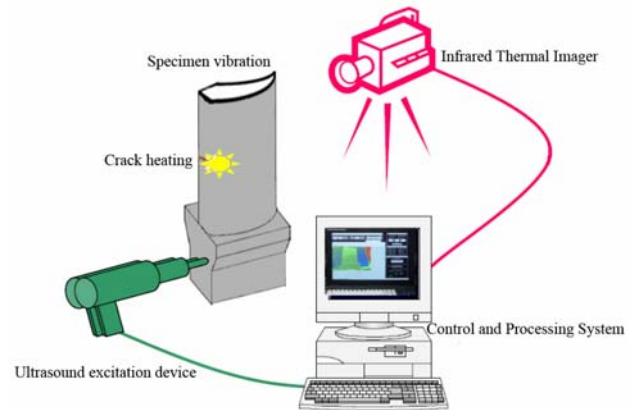 Specimen vibration
Infrared Thermal Imager
Crack heating
Control and Processing System
Ultrasound excitation device